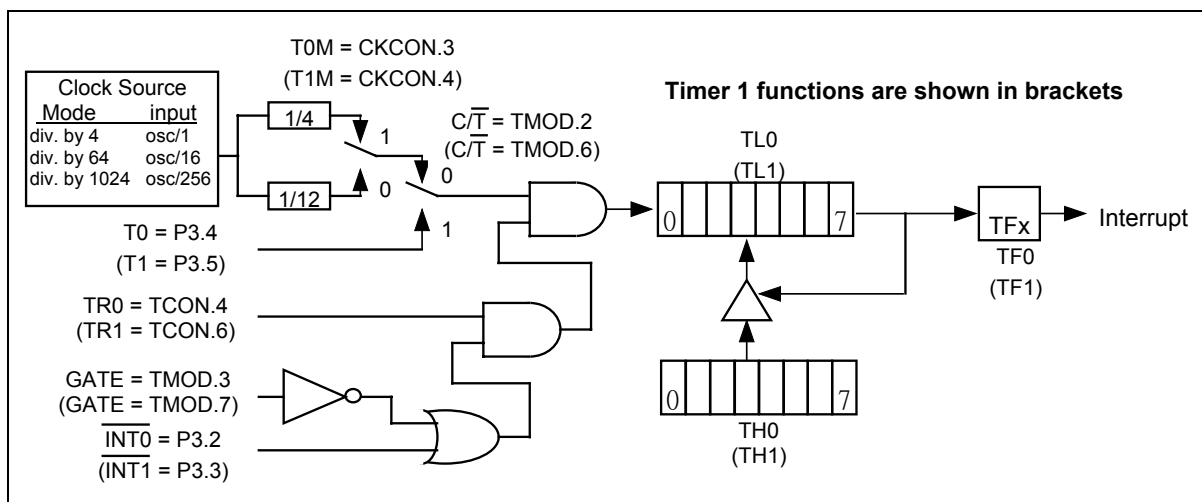 T0M = CKCON.3
(T1M = CKCON.4)
Timer 1 functions are shown in brackets
Clock Source
Mode input
div. by 4 osc/1
div. by 64 osc/16
div. by 1024 osc/256
1/4
1/12
1
0
C/T̅ = TMOD.2
(C/T̅ = TMOD.6)
0
1
T0 = P3.4
(T1 = P3.5)
TR0 = TCON.4
(TR1 = TCON.6)
GATE = TMOD.3
(GATE = TMOD.7)
I̅N̅T̅0̅ = P3.2
(I̅N̅T̅1̅ = P3.3)
TL0
(TL1)
0 7
TFx
TF0
(TF1)
Interrupt
0 7
TH0
(TH1)